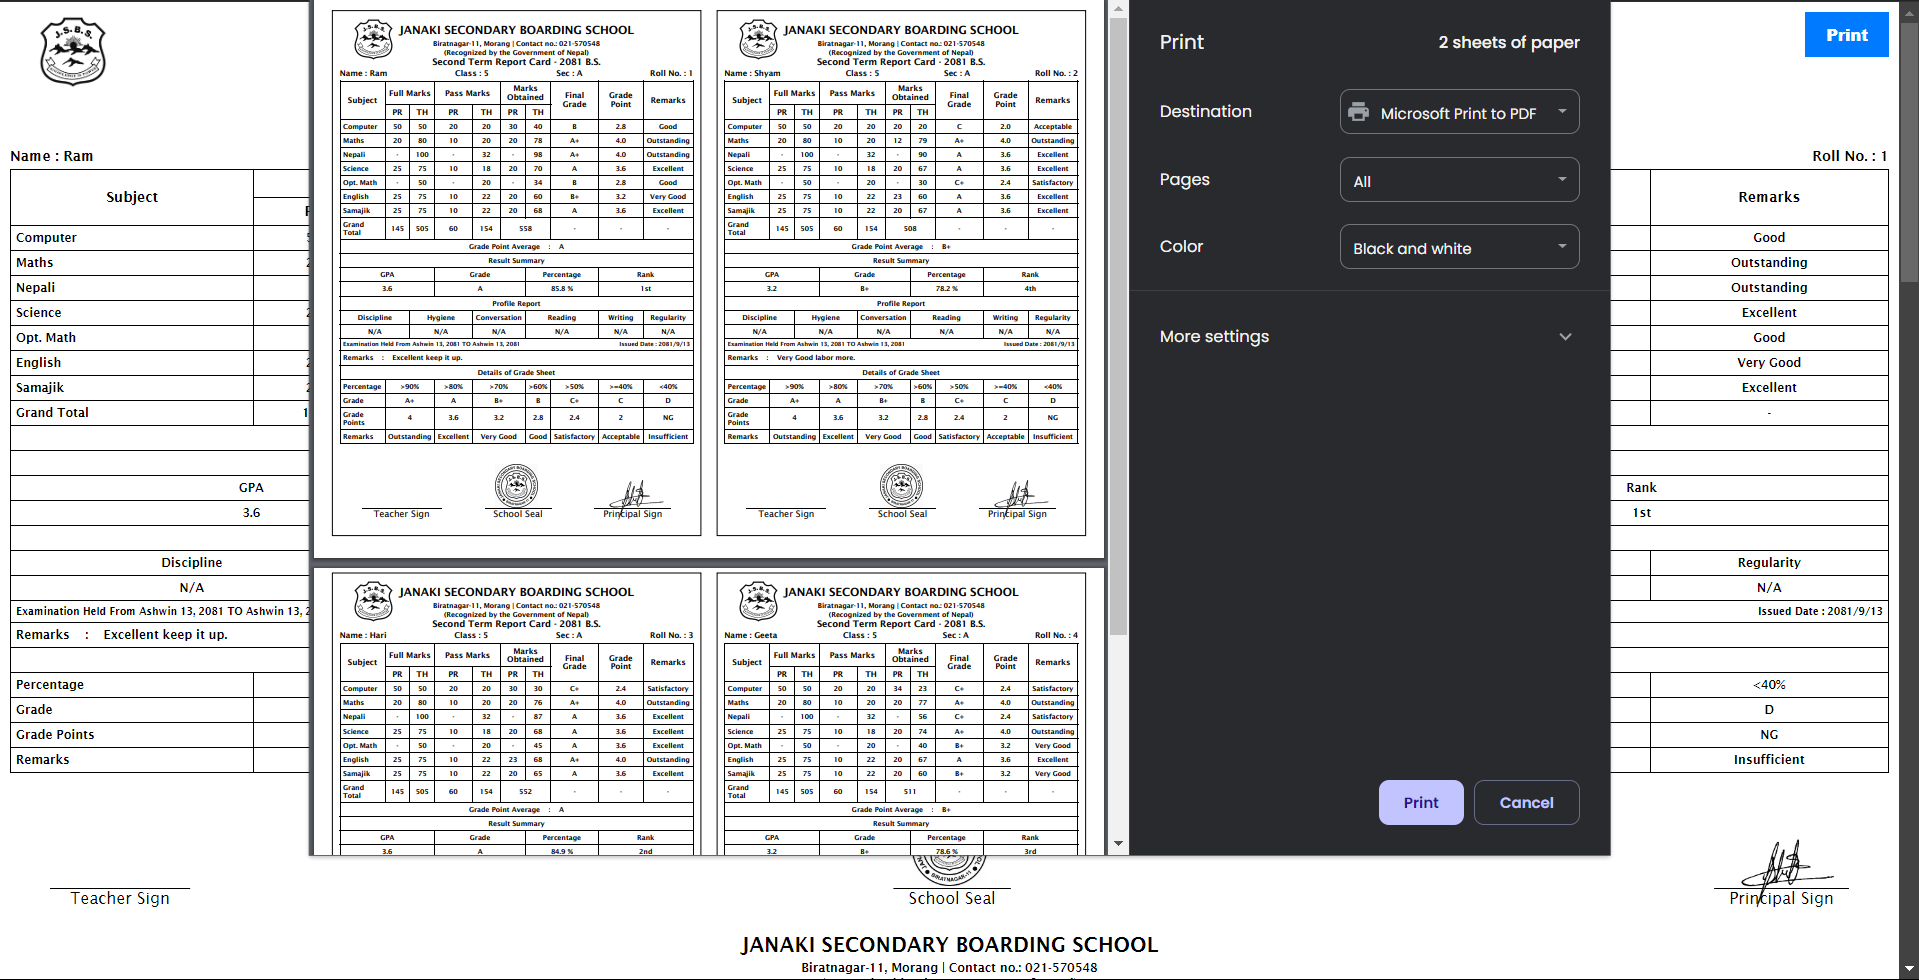 J.S.B.S.
Name : Ram
Subject
Computer
Maths
Nepali
Science
Opt. Math
English
Samajik
Grand Total
GPA
3.6
Discipline
N/A
Examination Held From Ashwin 13, 2081 TO Ashwin 13,
Remarks : Excellent keep it up.
Percentage
Grade
Grade Points
Remarks
Teacher Sign
JANAKI SECONDARY BOARDING SCHOOL
Biratnagar-11, Morang | Contact no.: 021-570548
(Recognized by the Government of Nepal)
Second Term Report Card - 2081 B.S.
Name : Ram Class : 5 Sec : A Roll No. : 1
Subject Full Marks Pass Marks Marks Obtained Final Grade Grade Point Remarks
PR TH PR TH PR TH
Computer 50 50 20 20 30 40 B 2.8 Good
Maths 20 80 10 20 20 78 A+ 4.0 Outstanding
Nepali - 100 - 32 - 98 A+ 4.0 Outstanding
Science 25 75 10 18 20 70 A 3.6 Excellent
Opt. Math - 50 - 20 - 34 B 2.8 Good
English 25 75 10 22 20 60 B+ 3.2 Very Good
Samajik 25 75 10 22 20 68 A 3.6 Excellent
Grand Total 145 505 60 154 558 - - -
Grade Point Average : A
Result Summary
GPA Grade Percentage Rank
3.6 A 85.8 % 1st
Profile Report
Discipline Hygiene Conversation Reading Writing Regularity
N/A N/A N/A N/A N/A N/A
Examination Held From Ashwin 13, 2081 TO Ashwin 13, 2081 Issued Date : 2081/9/13
Remarks : Excellent keep it up.
Details of Grade Sheet
Percentage >90% >80% >70% >60% >50% >=40% <40%
Grade A+ A B+ B C+ C D
Grade Points 4 3.6 3.2 2.8 2.4 2 NG
Remarks Outstanding Excellent Very Good Good Satisfactory Acceptable Insufficient
Teacher Sign School Seal Principal Sign
JANAKI SECONDARY BOARDING SCHOOL
Biratnagar-11, Morang | Contact no.: 021-570548
(Recognized by the Government of Nepal)
Second Term Report Card - 2081 B.S.
Name : Shyam Class : 5 Sec : A Roll No. : 2
Subject Full Marks Pass Marks Marks Obtained Final Grade Grade Point Remarks
PR TH PR TH PR TH
Computer 50 50 20 20 20 20 C 2.0 Acceptable
Maths 20 80 10 20 12 79 A+ 4.0 Outstanding
Nepali - 100 - 32 - 90 A 3.6 Excellent
Science 25 75 10 18 20 67 A 3.6 Excellent
Opt. Math - 50 - 20 - 30 C+ 2.4 Satisfactory
English 25 75 10 22 23 60 A 3.6 Excellent
Samajik 25 75 10 22 20 67 A 3.6 Excellent
Grand Total 145 505 60 154 508 - - -
Grade Point Average : B+
Result Summary
GPA Grade Percentage Rank
3.2 B+ 78.2 % 4th
Profile Report
Discipline Hygiene Conversation Reading Writing Regularity
N/A N/A N/A N/A N/A N/A
Examination Held From Ashwin 13, 2081 TO Ashwin 13, 2081 Issued Date : 2081/9/13
Remarks : Very Good labor more.
Details of Grade Sheet
Percentage >90% >80% >70% >60% >50% >=40% <40%
Grade A+ A B+ B C+ C D
Grade Points 4 3.6 3.2 2.8 2.4 2 NG
Remarks Outstanding Excellent Very Good Good Satisfactory Acceptable Insufficient
Teacher Sign School Seal Principal Sign
JANAKI SECONDARY BOARDING SCHOOL
Biratnagar-11, Morang | Contact no.: 021-570548
(Recognized by the Government of Nepal)
Second Term Report Card - 2081 B.S.
Name : Hari Class : 5 Sec : A Roll No. : 3
Subject Full Marks Pass Marks Marks Obtained Final Grade Grade Point Remarks
PR TH PR TH PR TH
Computer 50 50 20 20 30 30 C+ 2.4 Satisfactory
Maths 20 80 10 20 20 76 A+ 4.0 Outstanding
Nepali - 100 - 32 - 87 A 3.6 Excellent
Science 25 75 10 18 20 68 A 3.6 Excellent
Opt. Math - 50 - 20 - 45 A 3.6 Excellent
English 25 75 10 22 23 68 A+ 4.0 Outstanding
Samajik 25 75 10 22 20 65 A 3.6 Excellent
Grand Total 145 505 60 154 552 - - -
Grade Point Average : A
Result Summary
GPA Grade Percentage Rank
3.6 A 84.9 % 2nd
JANAKI SECONDARY BOARDING SCHOOL
Biratnagar-11, Morang | Contact no.: 021-570548
(Recognized by the Government of Nepal)
Second Term Report Card - 2081 B.S.
Name : Geeta Class : 5 Sec : A Roll No. : 4
Subject Full Marks Pass Marks Marks Obtained Final Grade Grade Point Remarks
PR TH PR TH PR TH
Computer 50 50 20 20 34 23 C+ 2.4 Satisfactory
Maths 20 80 10 20 20 77 A+ 4.0 Outstanding
Nepali - 100 - 32 - 56 C+ 2.4 Satisfactory
Science 25 75 10 18 20 74 A+ 4.0 Outstanding
Opt. Math - 50 - 20 - 40 B+ 3.2 Very Good
English 25 75 10 22 20 67 A 3.6 Excellent
Samajik 25 75 10 22 20 60 B+ 3.2 Very Good
Grand Total 145 505 60 154 511 - - -
Grade Point Average : B+
Result Summary
GPA Grade Percentage Rank
3.2 B+ 78.6 % 3rd
Print 2 sheets of paper
Destination Microsoft Print to PDF
Pages All
Color Black and white
More settings
Print Cancel
Print
Roll No. : 1
Remarks
Good
Outstanding
Outstanding
Excellent
Good
Very Good
Excellent
-
Rank
1st
Regularity
N/A
Issued Date : 2081/9/13
<40%
D
NG
Insufficient
BIRATNAGAR-11
School Seal
Principal Sign
JANAKI SECONDARY BOARDING SCHOOL
Biratnagar-11, Morang | Contact no.: 021-570548